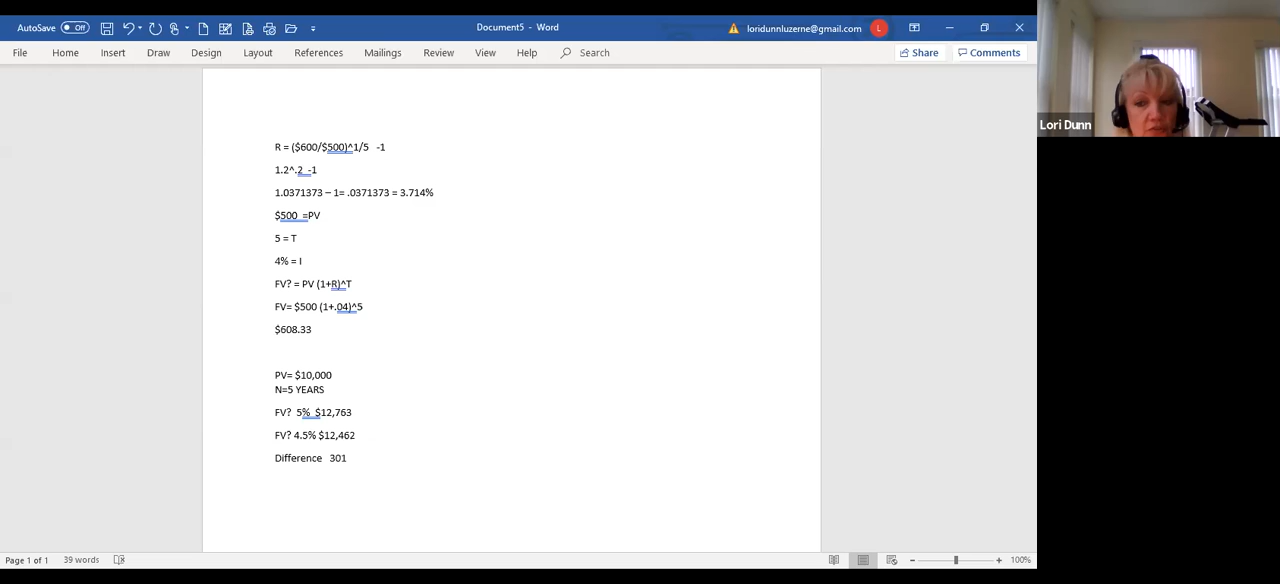 AutoSave Off Document5 - Word loridunnluzerne@gmail.com L
File Home Insert Draw Design Layout References Mailings Review View Help Search Share Comments
Lori Dunn
R = ($600/$500)^1/5 -1
1.2^.2 -1
1.0371373 – 1= .0371373 = 3.714%
$500 =PV
5 = T
4% = I
FV? = PV (1+R)^T
FV= $500 (1+.04)^5
$608.33
PV= $10,000
N=5 YEARS
FV? 5% $12,763
FV? 4.5% $12,462
Difference 301
Page 1 of 1 39 words 100%